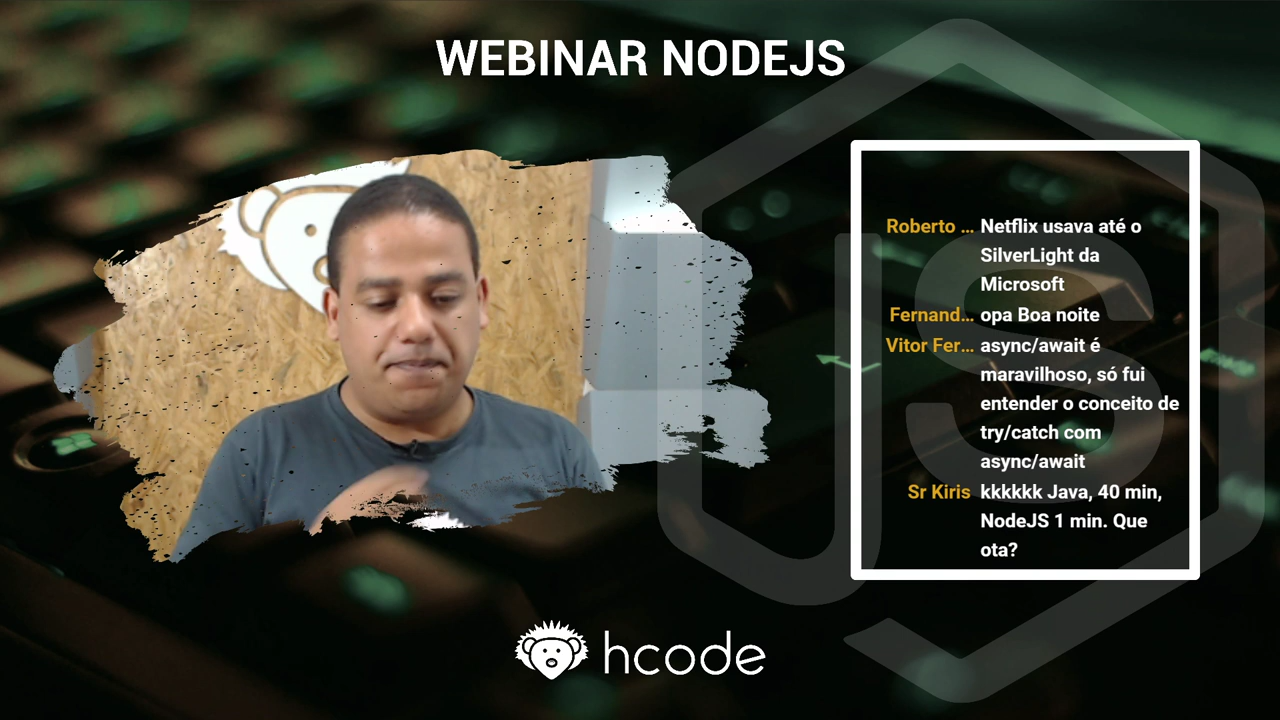 WEBINAR NODEJS
Roberto ... Netflix usava até o
SilverLight da
Microsoft
Fernand... opa Boa noite
Vitor Fer... async/await é
maravilhoso, só fui
entender o conceito de
try/catch com
async/await
Sr Kiris kkkkkk Java, 40 min,
NodeJS 1 min. Que
ota?
JS
hcode